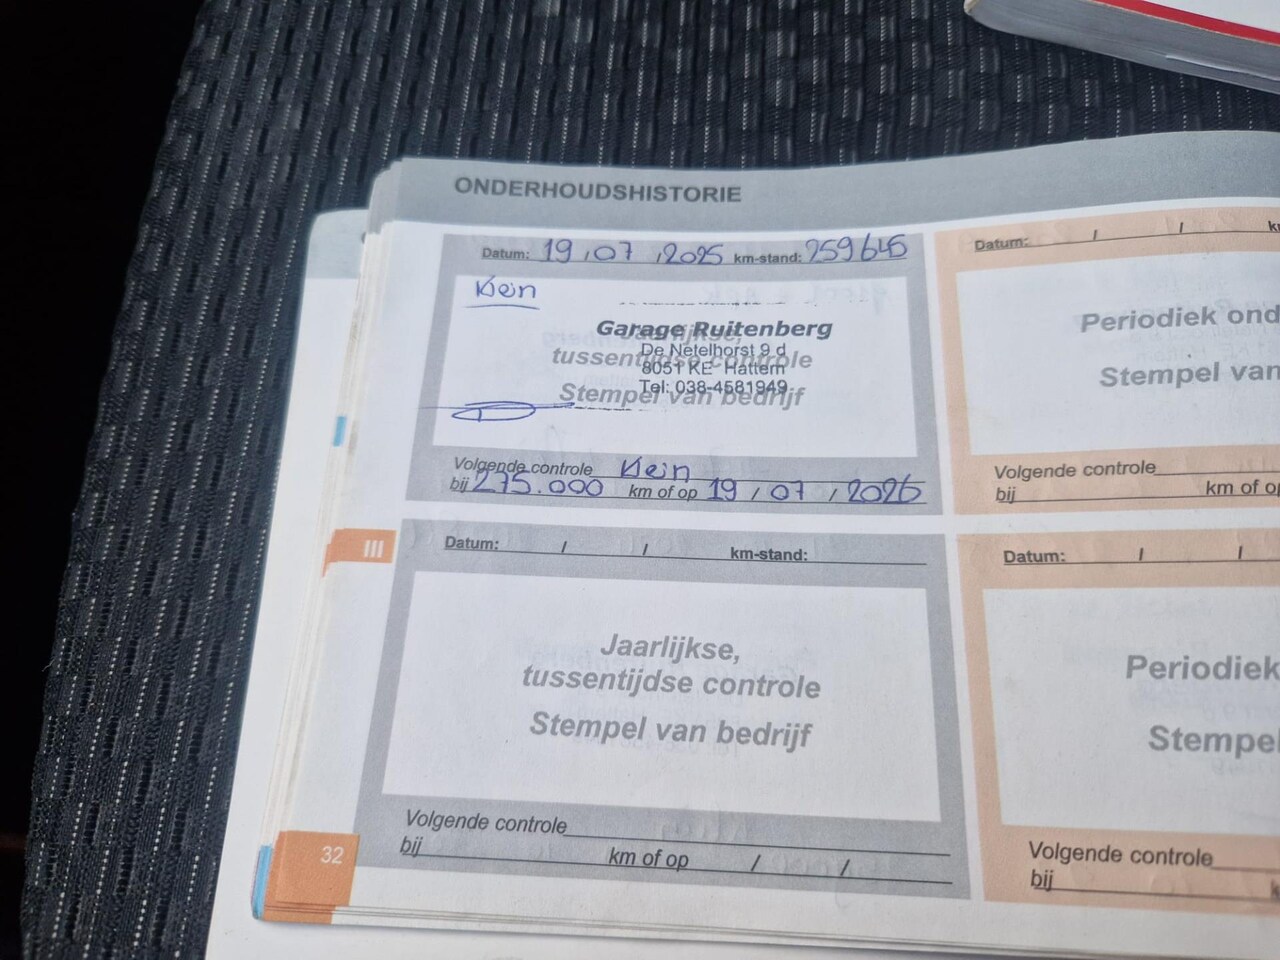 ONDERHOUDSHISTORIE
Datum: 19 / 07 / 2025 km-stand: 259645
Klein
Garage Ruitenberg
De Netelhorst 9 d
tussentijdse controle
8051 KE Hattem
Tel: 038-4581949
Stempel van bedrijf
Volgende controle Klein
bij 275.000 km of op 19 / 07 / 2026
Datum: / /
Periodiek ond
Stempel van
Volgende controle
bij km of op
III
Datum: / / km-stand:
Jaarlijkse,
tussentijdse controle
Stempel van bedrijf
Volgende controle
bij km of op / /
32
Datum: / /
Periodiek
Stempel
Volgende controle
bij